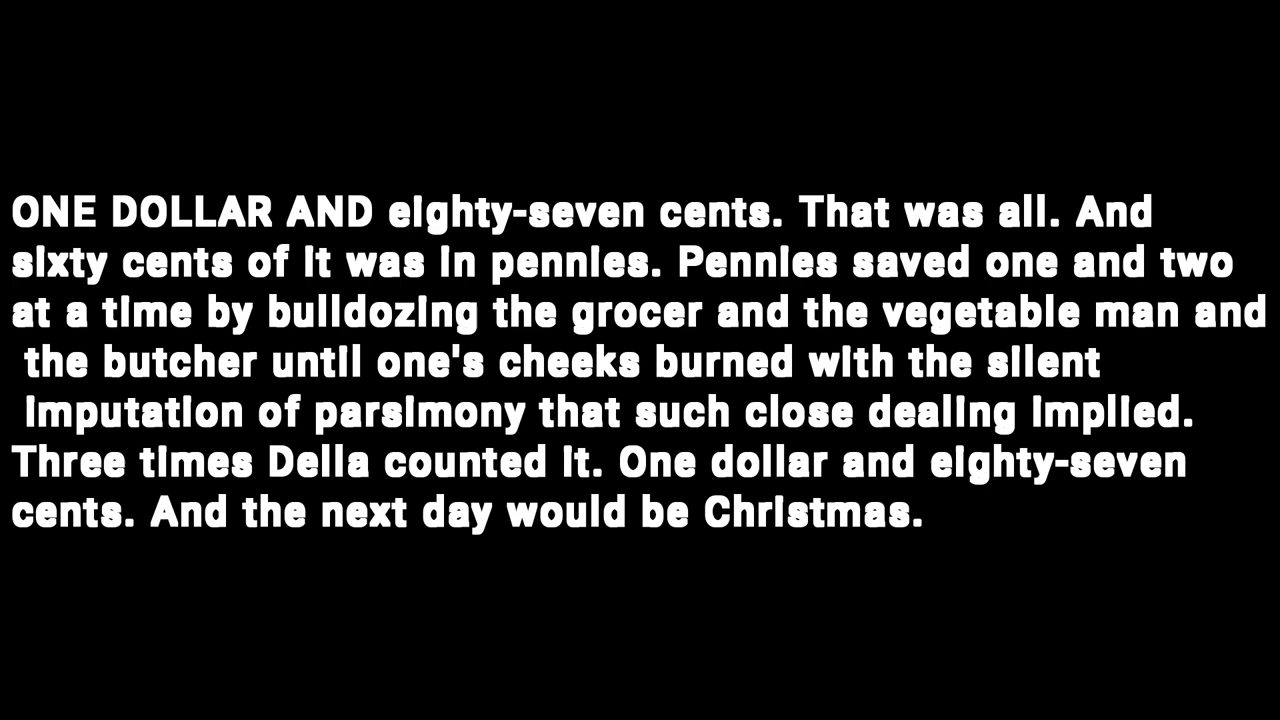 ONE DOLLAR AND eighty-seven cents. That was all. And
sixty cents of it was in pennies. Pennies saved one and two
at a time by bulldozing the grocer and the vegetable man and
the butcher until one's cheeks burned with the silent
imputation of parsimony that such close dealing implied.
Three times Della counted it. One dollar and eighty-seven
cents. And the next day would be Christmas.